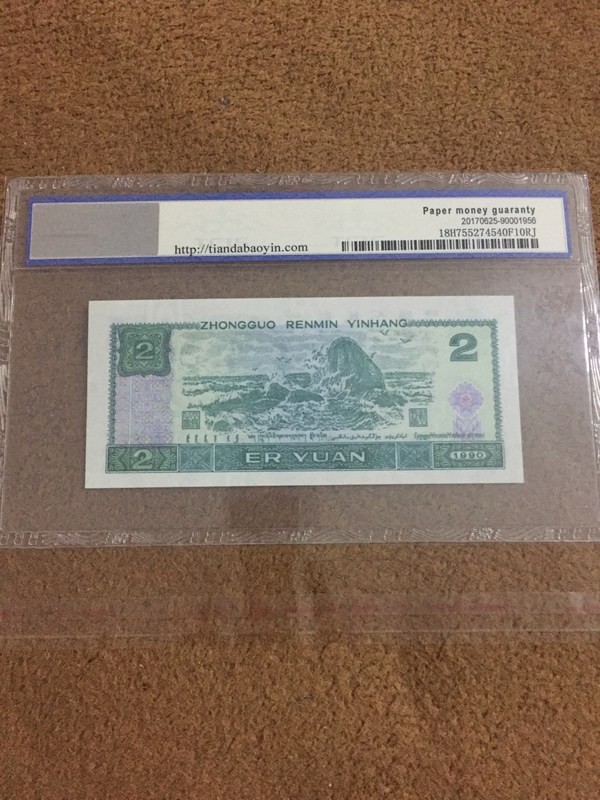 Paper money guaranty
20170625-90001956
http://tiandabaoyin.com
18H755274540F10RJ
ZHONGGUO RENMIN YINHANG
2
2
2
ER YUAN
1990